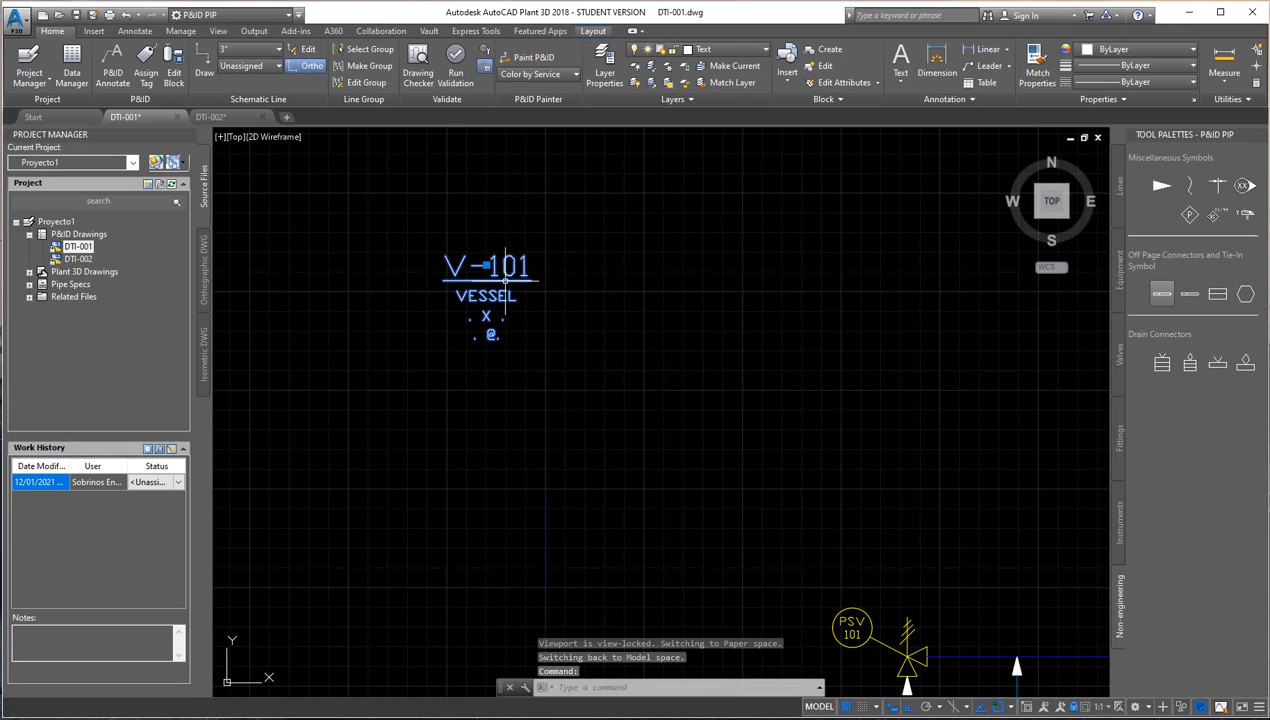 P&ID PIP
Autodesk AutoCAD Plant 3D 2018 - STUDENT VERSION DTI-001.dwg
Type a keyword or phrase
Sign In
P3D
Home Insert Annotate Manage View Output Add-ins A360 Collaboration Vault Express Tools Featured Apps Layout
Project Manager
Data Manager
Project
P&ID Annotate
Assign Tag
Edit Block
P&ID
Draw
3"
Edit
Unassigned
Ortho
Schematic Line
Select Group
Make Group
Edit Group
Line Group
Drawing Checker
Run Validation
Validate
Paint P&ID
Color by Service
P&ID Painter
Layer Properties
Text
Make Current
Match Layer
Layers
Insert
Create
Edit
Edit Attributes
Block
Text
Dimension
Linear
Leader
Table
Annotation
Match Properties
ByLayer
ByLayer
ByLayer
Properties
Measure
Utilities
Start DTI-001* DTI-002*
PROJECT MANAGER
Current Project:
Proyecto1
Project
search
Proyecto1
P&ID Drawings
DTI-001
DTI-002
Plant 3D Drawings
Pipe Specs
Related Files
Source Files
Orthographic DWG
Isometric DWG
Work History
Date Modif... User Status
12/01/2021 ... Sobrinos En... <Unassi...
Notes:
[+][Top][2D Wireframe]
V-101
VESSEL
. X .
. @.
N
W TOP E
S
WCS
PSV
101
Y
X
Viewport is view-locked. Switching to Paper space.
Switching back to Model space.
Command:
Type a command
TOOL PALETTES - P&ID PIP
Miscellaneous Symbols
XX
P
Off Page Connectors and Tie-In Symbol
Drain Connectors
Lines
Equipment
Valves
Fittings
Instruments
Non-engineering
MODEL
1:1